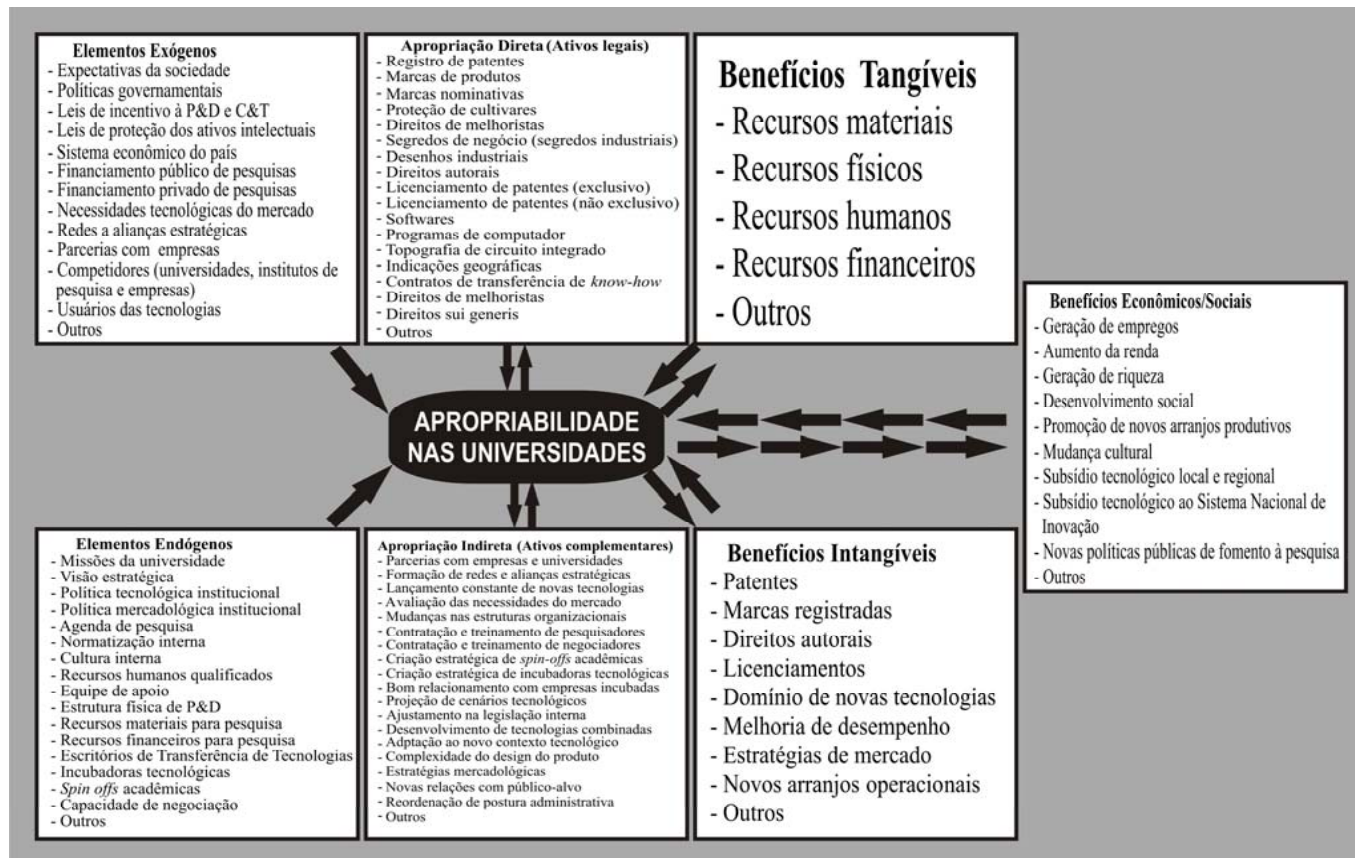 Elementos Exógenos
- Expectativas da sociedade
- Políticas governamentais
- Leis de incentivo à P&D e C&T
- Leis de proteção dos ativos intelectuais
- Sistema econômico do país
- Financiamento público de pesquisas
- Financiamento privado de pesquisas
- Necessidades tecnológicas do mercado
- Redes a alianças estratégicas
- Parcerias com empresas
- Competidores (universidades, institutos de
pesquisa e empresas)
- Usuários das tecnologias
- Outros
Apropriação Direta (Ativos legais)
- Registro de patentes
- Marcas de produtos
- Marcas nominativas
- Proteção de cultivares
- Direitos de melhoristas
- Segredos de negócio (segredos industriais)
- Desenhos industriais
- Direitos autorais
- Licenciamento de patentes (exclusivo)
- Licenciamento de patentes (não exclusivo)
- Softwares
- Programas de computador
- Topografia de circuito integrado
- Indicações geográficas
- Contratos de transferência de know-how
- Direitos de melhoristas
- Direitos sui generis
- Outros
Benefícios Tangíveis
- Recursos materiais
- Recursos físicos
- Recursos humanos
- Recursos financeiros
- Outros
Benefícios Econômicos/Sociais
- Geração de empregos
- Aumento da renda
- Geração de riqueza
- Desenvolvimento social
- Promoção de novos arranjos produtivos
- Mudança cultural
- Subsídio tecnológico local e regional
- Subsídio tecnológico ao Sistema Nacional de
Inovação
- Novas políticas públicas de fomento à pesquisa
- Outros
APROPRIABILIDADE
NAS UNIVERSIDADES
Elementos Endógenos
- Missões da universidade
- Visão estratégica
- Política tecnológica institucional
- Política mercadológica institucional
- Agenda de pesquisa
- Normatização interna
- Cultura interna
- Recursos humanos qualificados
- Equipe de apoio
- Estrutura física de P&D
- Recursos materiais para pesquisa
- Recursos financeiros para pesquisa
- Escritórios de Transferência de Tecnologias
- Incubadoras tecnológicas
- Spin offs acadêmicas
- Capacidade de negociação
- Outros
Apropriação Indireta (Ativos complementares)
- Parcerias com empresas e universidades
- Formação de redes e alianças estratégicas
- Lançamento constante de novas tecnologias
- Avaliação das necessidades do mercado
- Mudanças nas estruturas organizacionais
- Contratação e treinamento de pesquisadores
- Contratação e treinamento de negociadores
- Criação estratégica de spin-offs acadêmicas
- Criação estratégica de incubadoras tecnológicas
- Bom relacionamento com empresas incubadas
- Projeção de cenários tecnológicos
- Ajustamento na legislação interna
- Desenvolvimento de tecnologias combinadas
- Adptação ao novo contexto tecnológico
- Complexidade do design do produto
- Estratégias mercadológicas
- Novas relações com público-alvo
- Reordenação de postura administrativa
- Outros
Benefícios Intangíveis
- Patentes
- Marcas registradas
- Direitos autorais
- Licenciamentos
- Domínio de novas tecnologias
- Melhoria de desempenho
- Estratégias de mercado
- Novos arranjos operacionais
- Outros